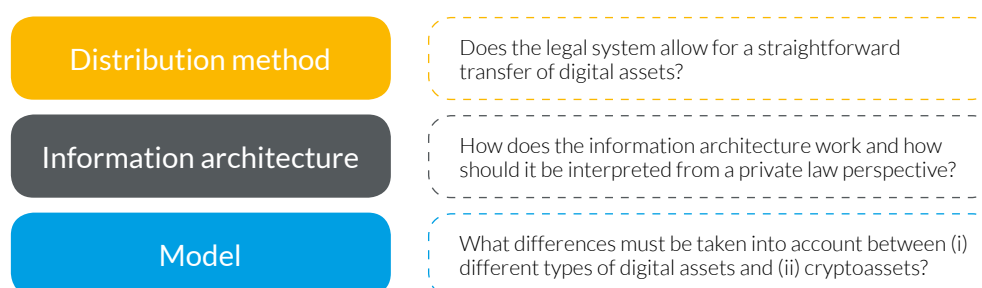 Distribution method
Does the legal system allow for a straightforward
transfer of digital assets?
Information architecture
How does the information architecture work and how
should it be interpreted from a private law perspective?
Model
What differences must be taken into account between (i)
different types of digital assets and (ii) cryptoassets?